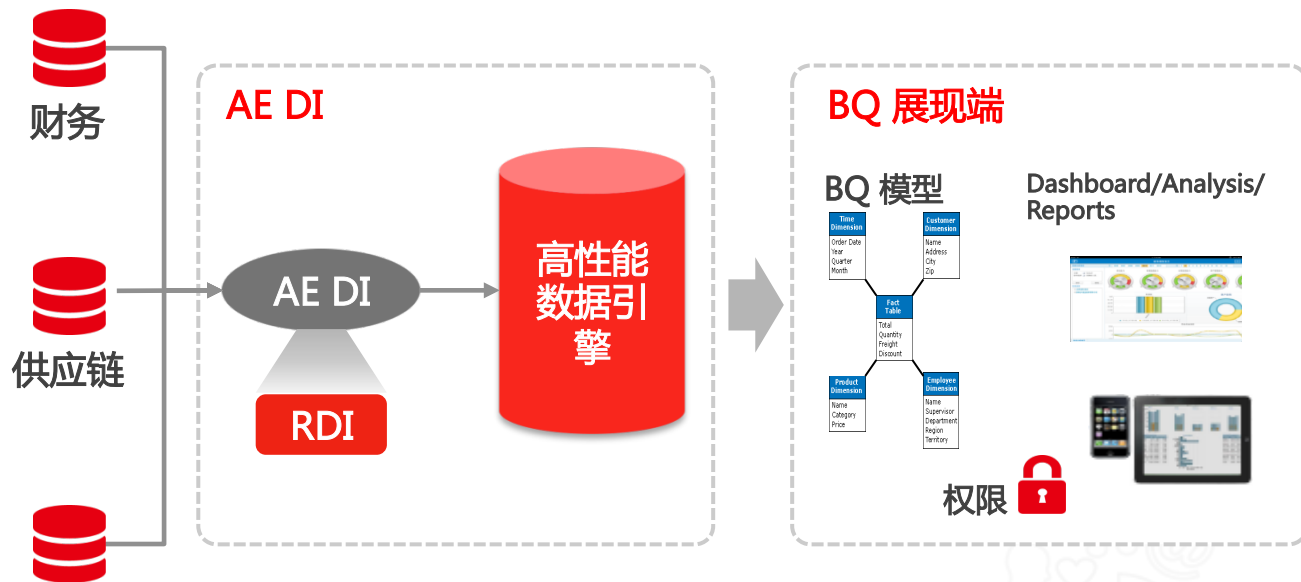 财务
供应链
AE DI
AE DI
RDI
高性能
数据引
擎
BQ 展现端
BQ 模型
Time
Dimension
Order Date
Year
Quarter
Month
Customer
Dimension
Name
Address
City
Zip
Fact
Table
Total
Quantity
Freight
Discount
Product
Dimension
Name
Category
Price
Employee
Dimension
Name
Supervisor
Department
Region
Territory
Dashboard/Analysis/
Reports
权限